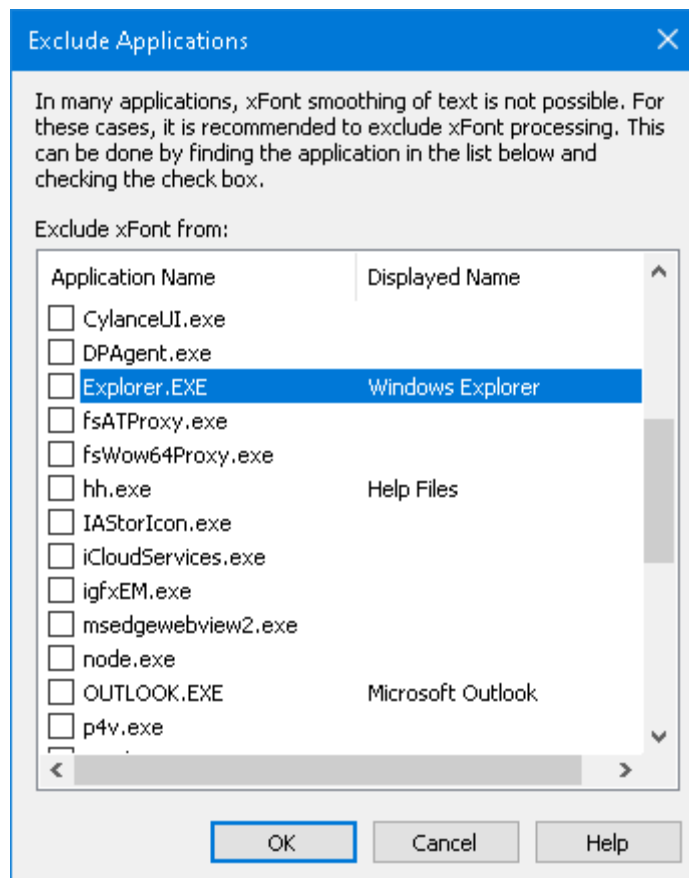 Exclude Applications
In many applications, xFont smoothing of text is not possible. For
these cases, it is recommended to exclude xFont processing. This
can be done by finding the application in the list below and
checking the check box.
Exclude xFont from:
Application Name Displayed Name
CylanceUI.exe
DPAgent.exe
Explorer.EXE Windows Explorer
fsATProxy.exe
fsWow64Proxy.exe
hh.exe Help Files
IAStorIcon.exe
iCloudServices.exe
igfxEM.exe
msedgewebview2.exe
node.exe
OUTLOOK.EXE Microsoft Outlook
p4v.exe
OK Cancel Help